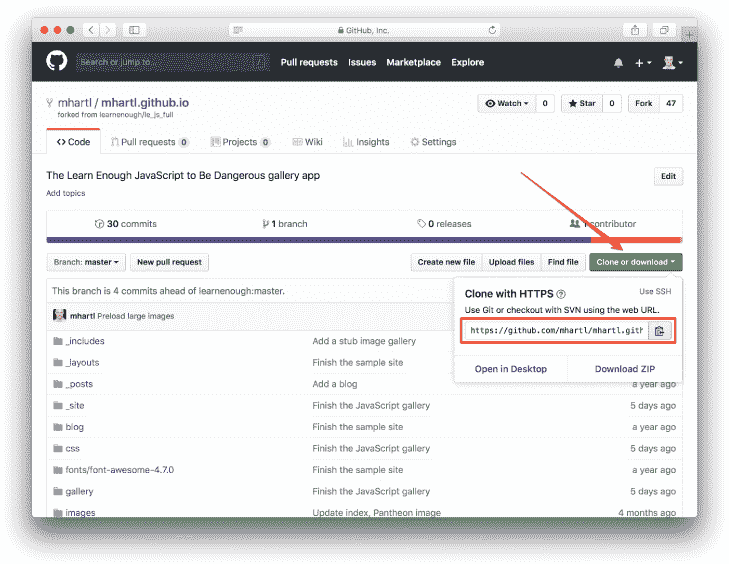 GitHub, Inc.
Search or jump to... /
Pull requests Issues Marketplace Explore
mhartl / mhartl.github.io
forked from learnenough/le_js_full
Watch 0 Star 0 Fork 47
Code Pull requests 0 Projects 0 Wiki Insights Settings
The Learn Enough JavaScript to Be Dangerous gallery app
Edit
Add topics
30 commits 1 branch 0 releases 1 contributor
Branch: master New pull request Create new file Upload files Find file Clone or download
This branch is 4 commits ahead of learnenough:master.
Clone with HTTPS Use SSH
Use Git or checkout with SVN using the web URL.
https://github.com/mhartl/mhartl.gith
Open in Desktop Download ZIP
mhartl Preload large images
_includes Add a stub image gallery
_layouts Finish the sample site
_posts Add a blog a year ago
_site Finish the JavaScript gallery 5 days ago
blog Finish the sample site a year ago
css Finish the JavaScript gallery 5 days ago
fonts/font-awesome-4.7.0 Finish the sample site a year ago
gallery Finish the JavaScript gallery 5 days ago
images Update index, Pantheon image 4 months ago